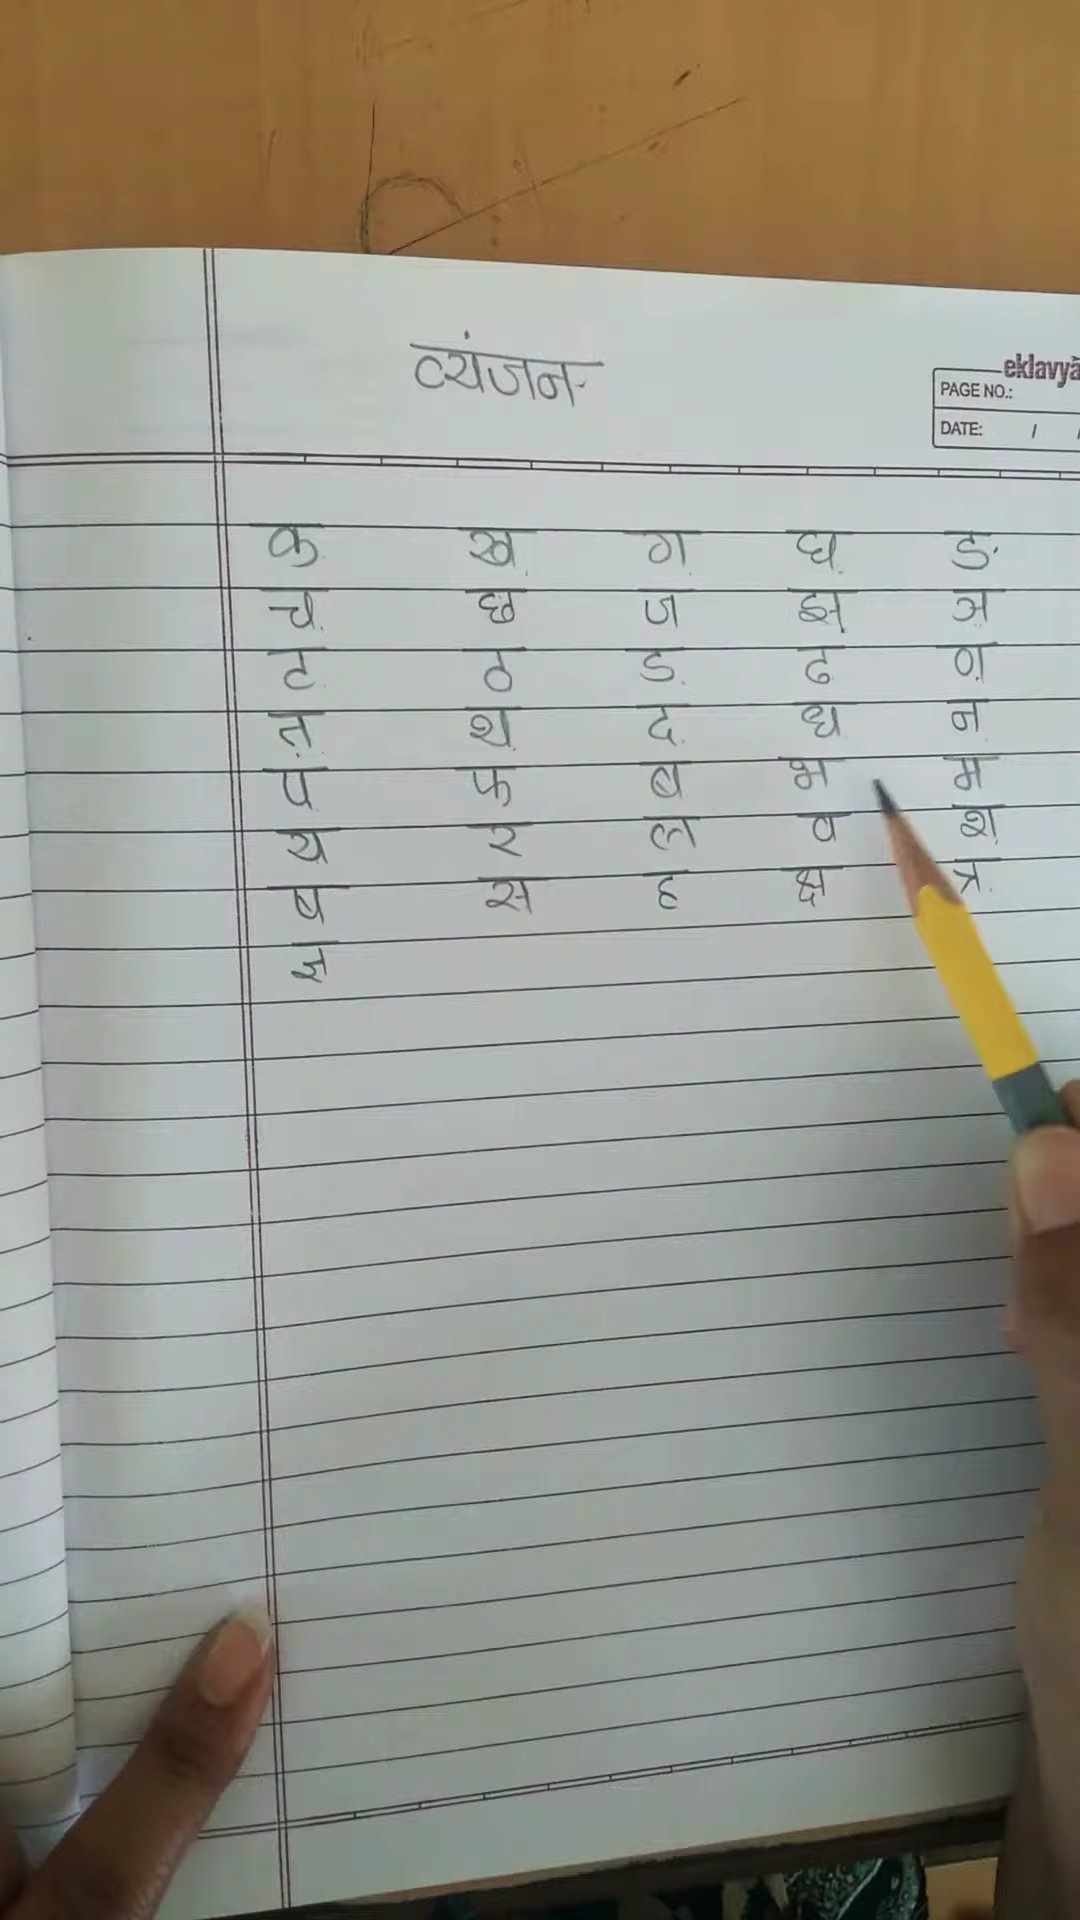 व्यंजन
eklavya
PAGE NO.:
DATE: / /
क ख ग घ ङ
च छ ज झ ञ
ट ठ ड ढ ण
त थ द ध न
प फ ब भ म
य र ल व श
ष स ह क्ष त्र
ज्ञ